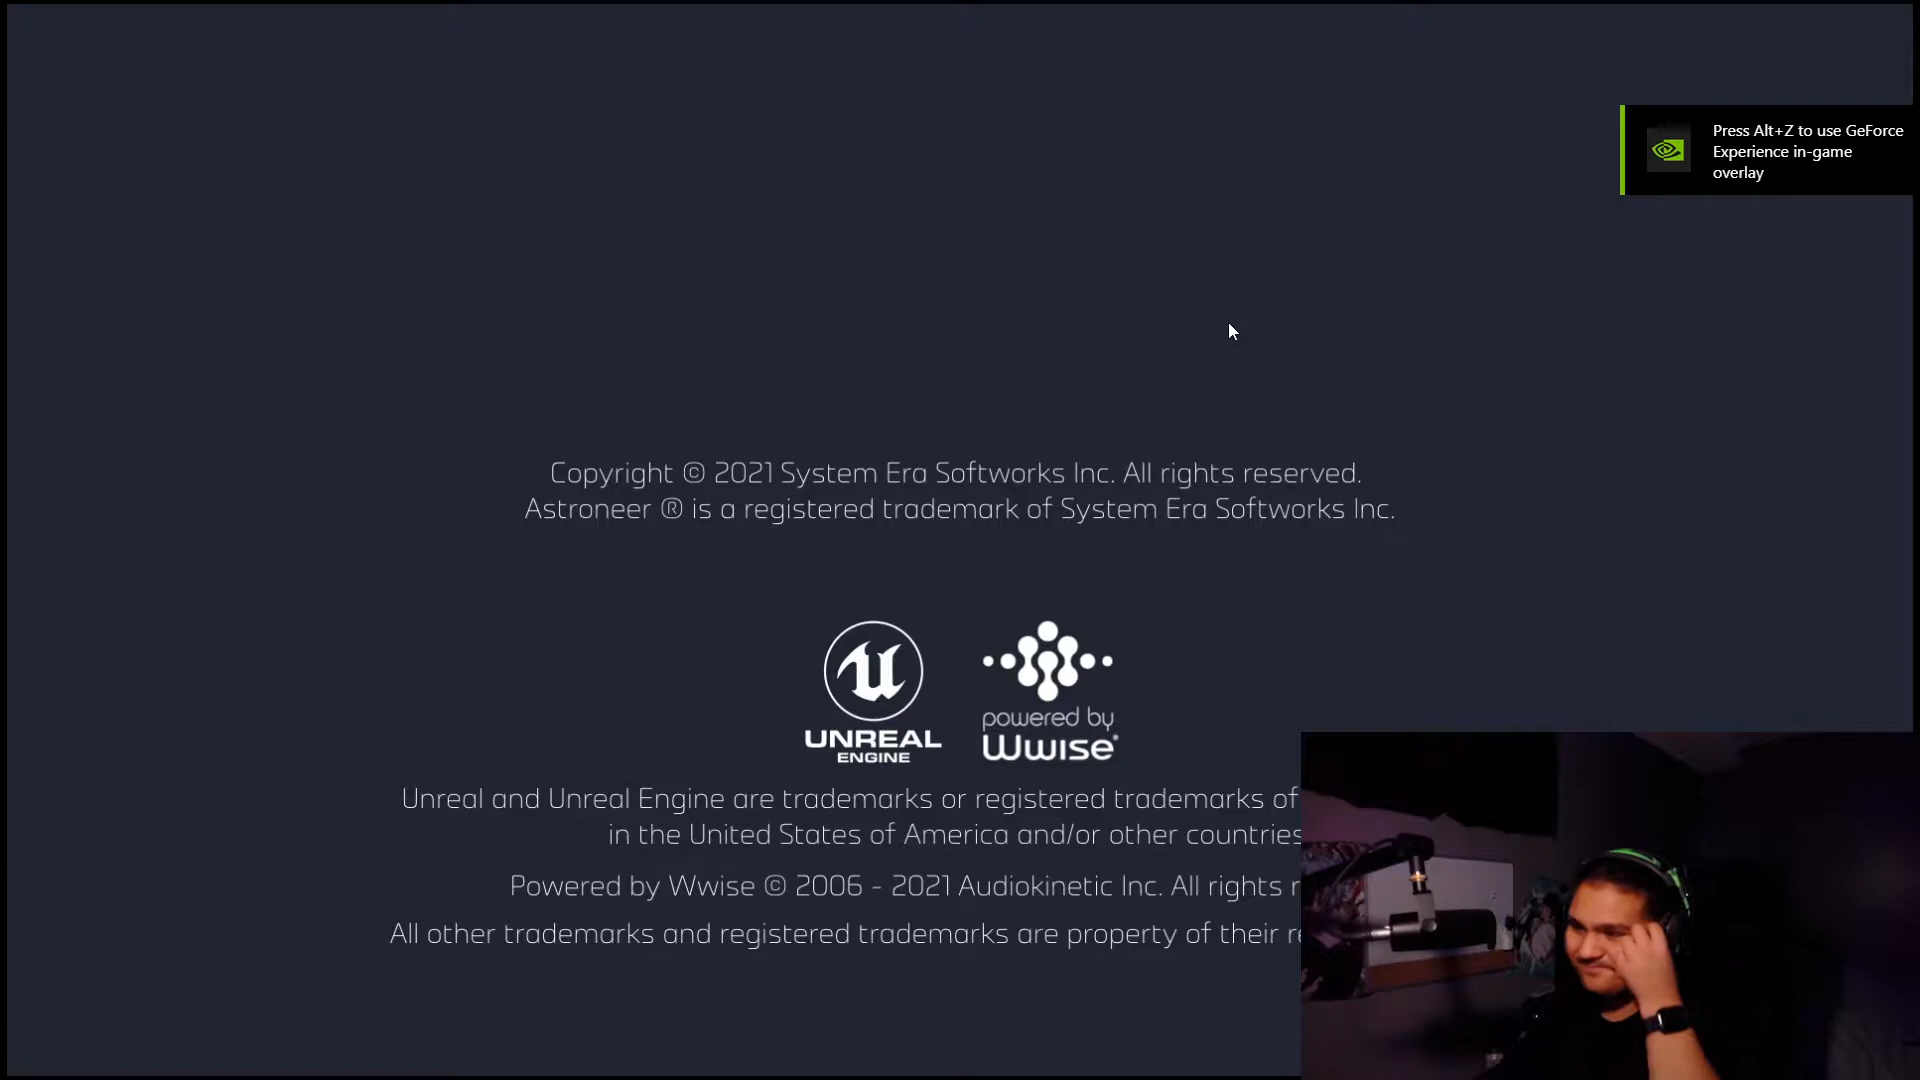 Press Alt+Z to use GeForce
Experience in-game
overlay
Copyright © 2021 System Era Softworks Inc. All rights reserved.
Astroneer ® is a registered trademark of System Era Softworks Inc.
UNREAL
ENGINE
powered by
Wwise®
Unreal and Unreal Engine are trademarks or registered trademarks of
in the United States of America and/or other countries
Powered by Wwise © 2006 - 2021 Audiokinetic Inc. All rights
All other trademarks and registered trademarks are property of their